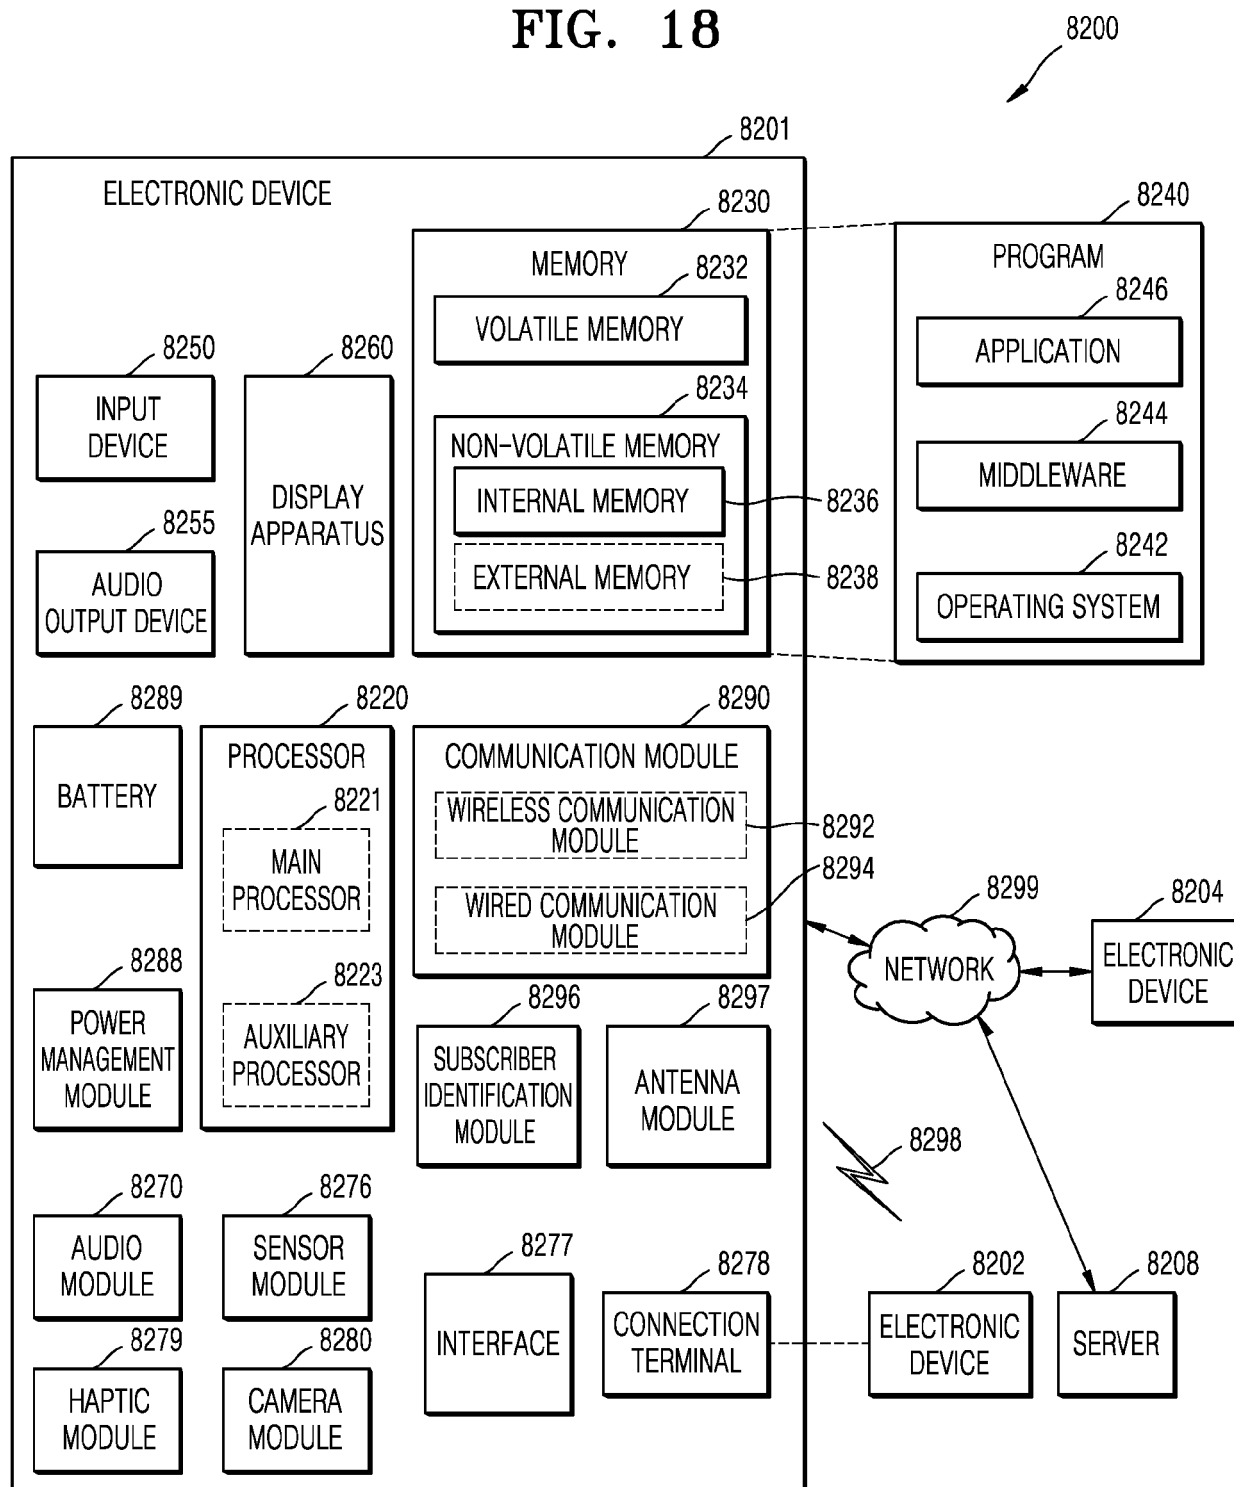 FIG. 18
8200
8201
ELECTRONIC DEVICE
8230
MEMORY
8232
VOLATILE MEMORY
8234
NON-VOLATILE MEMORY
INTERNAL MEMORY
8236
EXTERNAL MEMORY
8238
8240
PROGRAM
8246
APPLICATION
8244
MIDDLEWARE
8242
OPERATING SYSTEM
8250
INPUT
DEVICE
8260
DISPLAY
APPARATUS
8255
AUDIO
OUTPUT DEVICE
8289
BATTERY
8220
PROCESSOR
8221
MAIN
PROCESSOR
8223
AUXILIARY
PROCESSOR
8290
COMMUNICATION MODULE
WIRELESS COMMUNICATION
MODULE
8292
8294
WIRED COMMUNICATION
MODULE
8288
POWER
MANAGEMENT
MODULE
8296
SUBSCRIBER
IDENTIFICATION
MODULE
8297
ANTENNA
MODULE
8299
NETWORK
8204
ELECTRONIC
DEVICE
8298
8270
AUDIO
MODULE
8276
SENSOR
MODULE
8277
INTERFACE
8278
CONNECTION
TERMINAL
8202
ELECTRONIC
DEVICE
8208
SERVER
8279
HAPTIC
MODULE
8280
CAMERA
MODULE